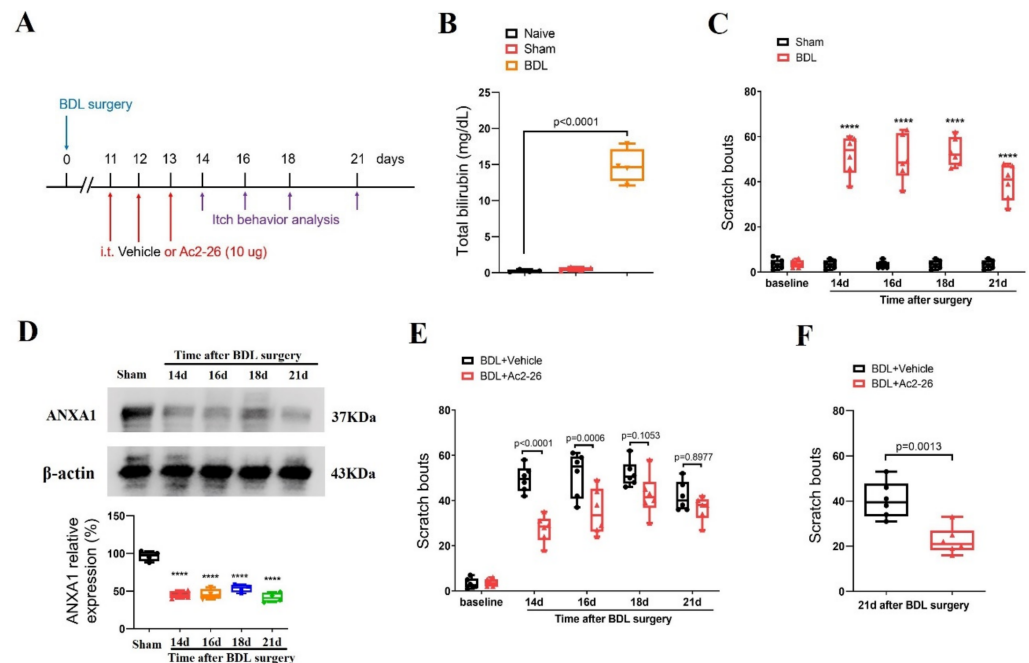 A
BDL surgery
0 11 12 13 14 16 18 21 days
Itch behavior analysis
i.t. Vehicle or Ac2-26 (10 ug)
B
Naive
Sham
BDL
p<0.0001
Total bilirubin (mg/dL)
25
20
15
10
5
0
C
Sham
BDL
Scratch bouts
80
60
40
20
0
**** **** **** ****
baseline 14d 16d 18d 21d
Time after surgery
D
Time after BDL surgery
Sham 14d 16d 18d 21d
ANXA1 37KDa
β-actin 43KDa
ANXA1 relative
expression (%)
150
100
50
0
**** **** **** ****
Sham 14d 16d 18d 21d
Time after BDL surgery
E
BDL+Vehicle
BDL+Ac2-26
Scratch bouts
80
60
40
20
0
p<0.0001 p=0.0006 p=0.1053 p=0.8977
baseline 14d 16d 18d 21d
Time after BDL surgery
F
BDL+Vehicle
BDL+Ac2-26
Scratch bouts
80
60
40
20
0
p=0.0013
21d after BDL surgery